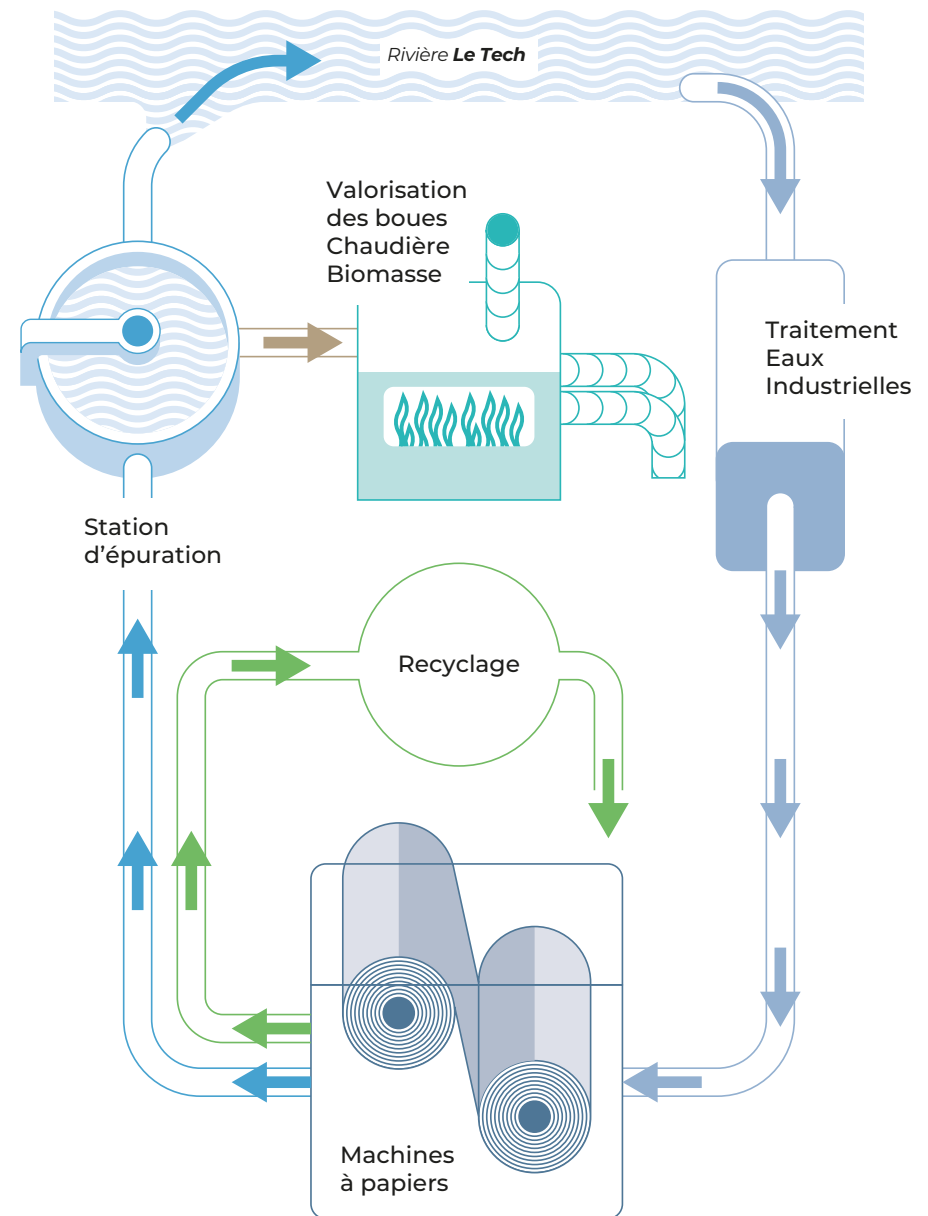 Rivière Le Tech
Valorisation
des boues
Chaudière
Biomasse
Traitement
Eaux
Industrielles
Station
d’épuration
Recyclage
Machines
à papiers